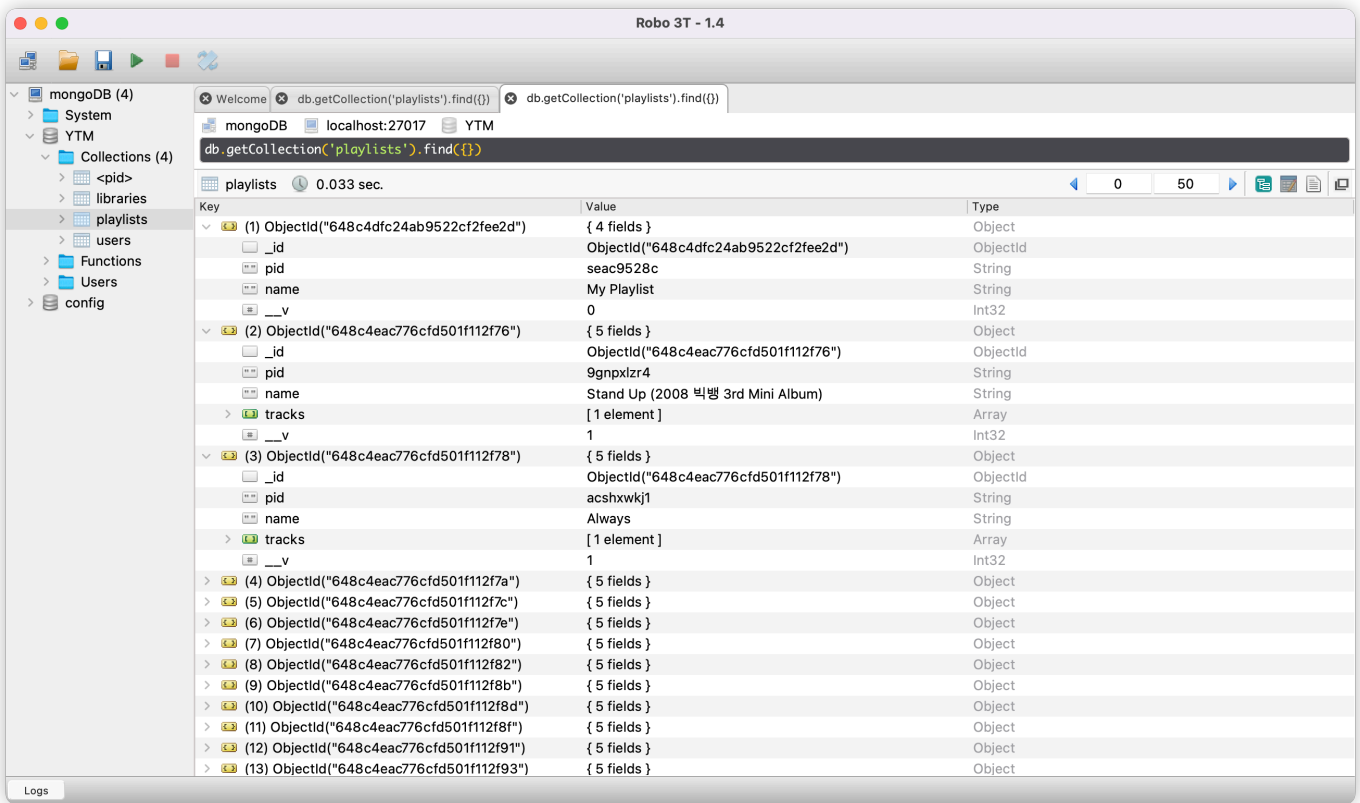 Robo 3T - 1.4
mongoDB (4)
System
YTM
Collections (4)
<pid>
libraries
playlists
users
Functions
Users
config
Welcome db.getCollection('playlists').find({}) db.getCollection('playlists').find({})
mongoDB localhost:27017 YTM
db.getCollection('playlists').find({})
playlists 0.033 sec. 0 50
Key Value Type
(1) ObjectId("648c4dfc24ab9522cf2fee2d") { 4 fields } Object
_id ObjectId("648c4dfc24ab9522cf2fee2d") ObjectId
pid seac9528c String
name My Playlist String
__v 0 Int32
(2) ObjectId("648c4eac776cfd501f112f76") { 5 fields } Object
_id ObjectId("648c4eac776cfd501f112f76") ObjectId
pid 9gnpxlzr4 String
name Stand Up (2008 빅뱅 3rd Mini Album) String
tracks [ 1 element ] Array
__v 1 Int32
(3) ObjectId("648c4eac776cfd501f112f78") { 5 fields } Object
_id ObjectId("648c4eac776cfd501f112f78") ObjectId
pid acshxwkj1 String
name Always String
tracks [ 1 element ] Array
__v 1 Int32
(4) ObjectId("648c4eac776cfd501f112f7a") { 5 fields } Object
(5) ObjectId("648c4eac776cfd501f112f7c") { 5 fields } Object
(6) ObjectId("648c4eac776cfd501f112f7e") { 5 fields } Object
(7) ObjectId("648c4eac776cfd501f112f80") { 5 fields } Object
(8) ObjectId("648c4eac776cfd501f112f82") { 5 fields } Object
(9) ObjectId("648c4eac776cfd501f112f8b") { 5 fields } Object
(10) ObjectId("648c4eac776cfd501f112f8d") { 5 fields } Object
(11) ObjectId("648c4eac776cfd501f112f8f") { 5 fields } Object
(12) ObjectId("648c4eac776cfd501f112f91") { 5 fields } Object
(13) ObjectId("648c4eac776cfd501f112f93") { 5 fields } Object
Logs